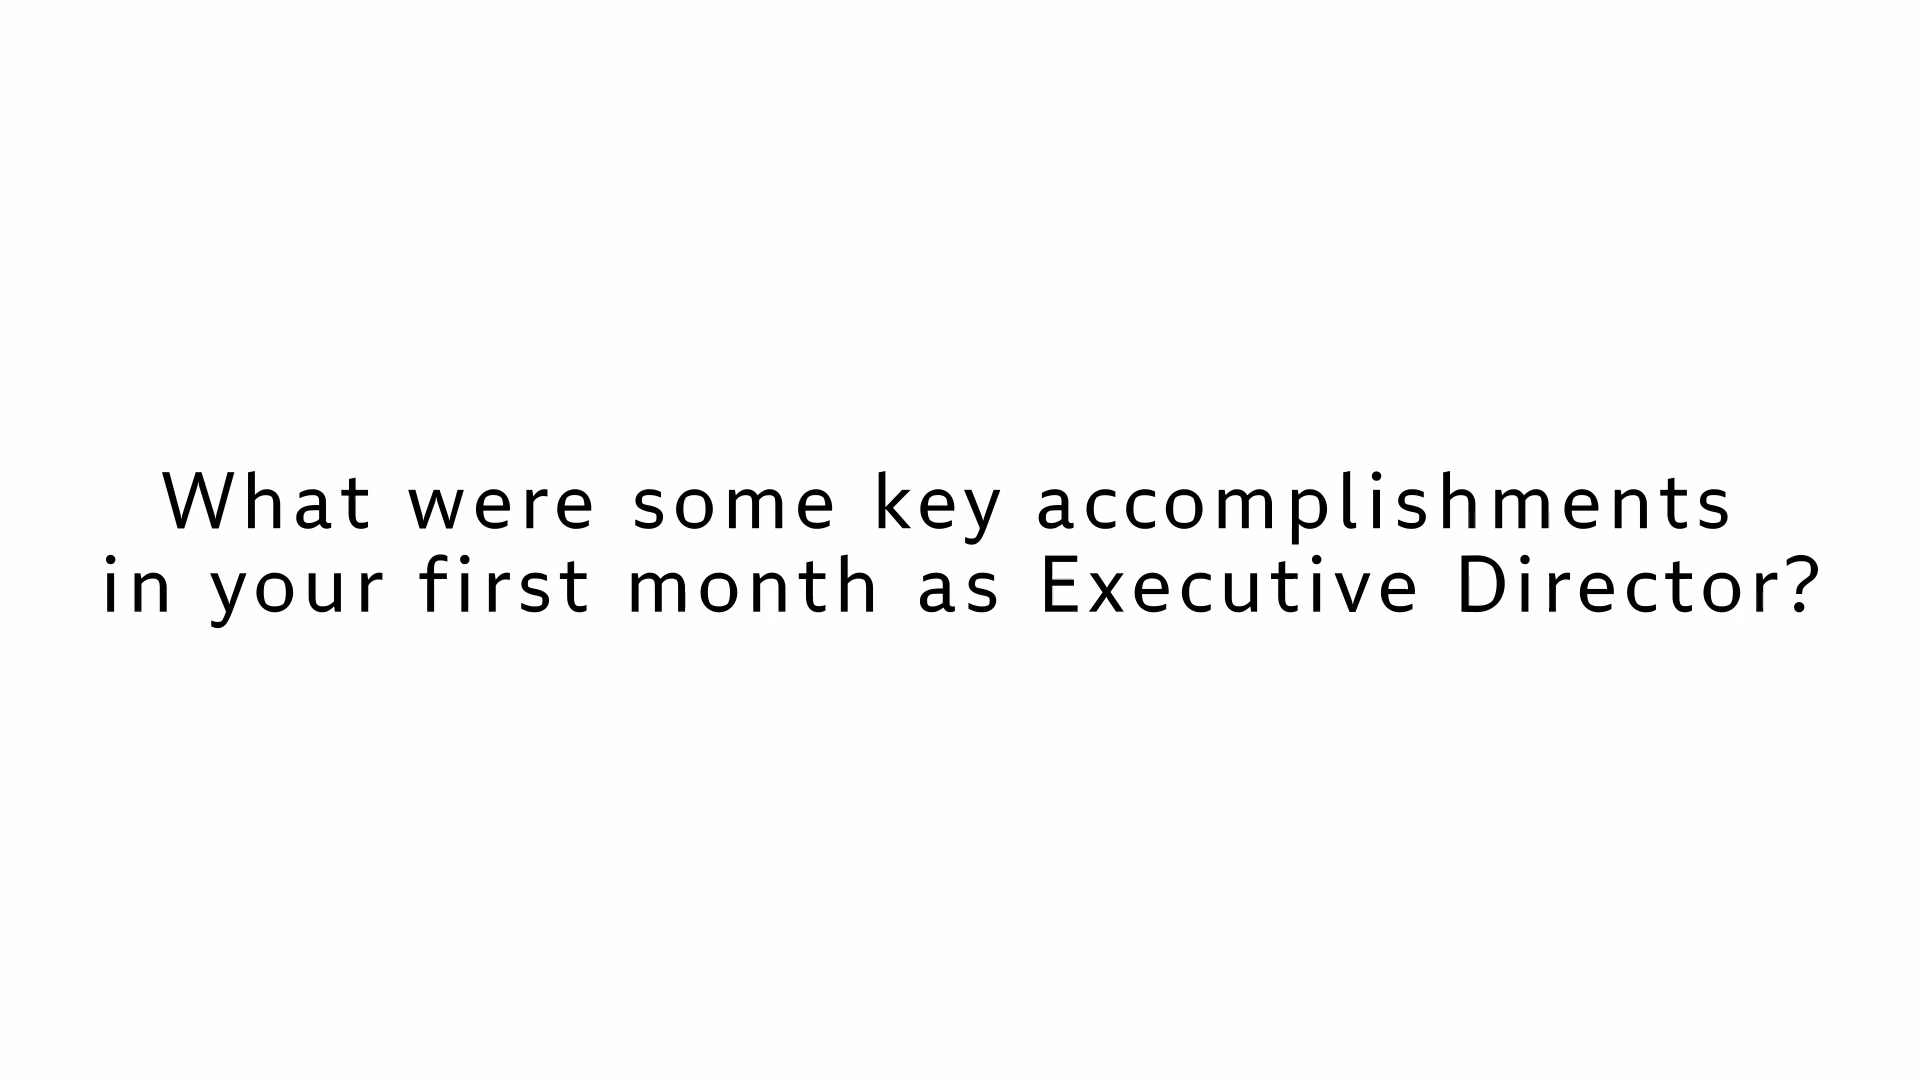 What were some key accomplishments
in your first month as Executive Director?